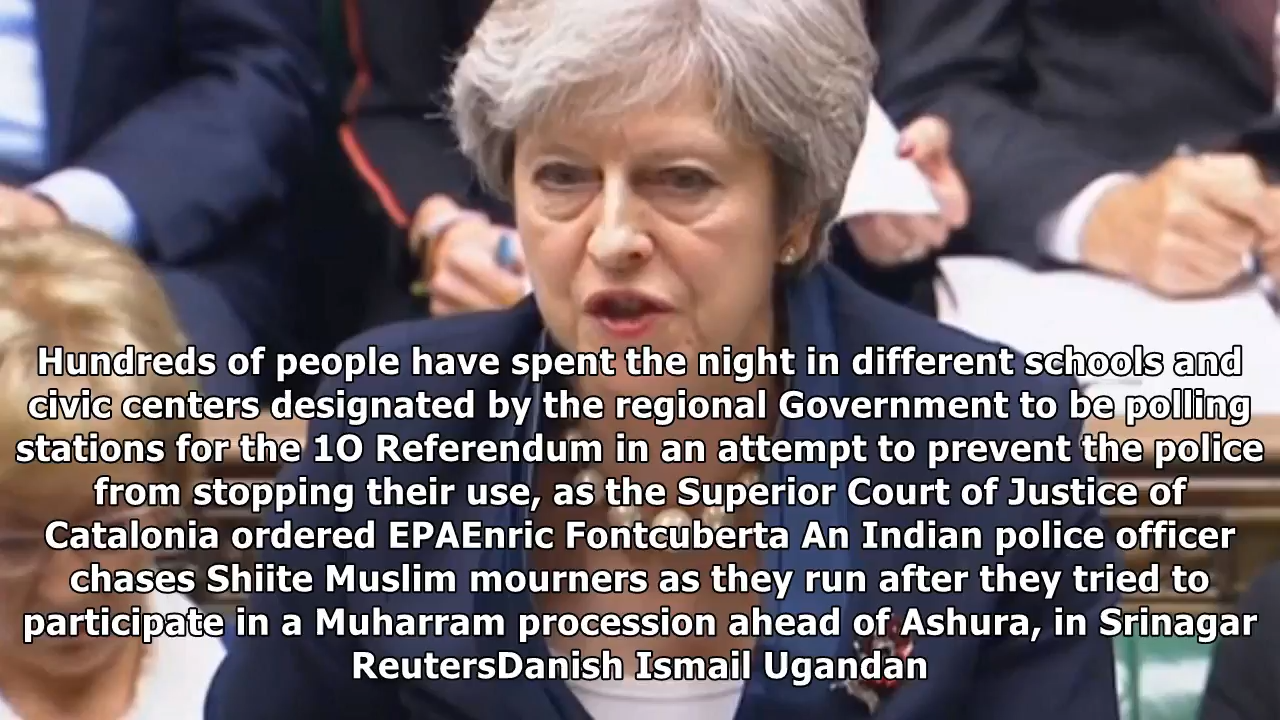 Hundreds of people have spent the night in different schools and
civic centers designated by the regional Government to be polling
stations for the 1O Referendum in an attempt to prevent the police
from stopping their use, as the Superior Court of Justice of
Catalonia ordered EPAEnric Fontcuberta An Indian police officer
chases Shiite Muslim mourners as they run after they tried to
participate in a Muharram procession ahead of Ashura, in Srinagar
ReutersDanish Ismail Ugandan